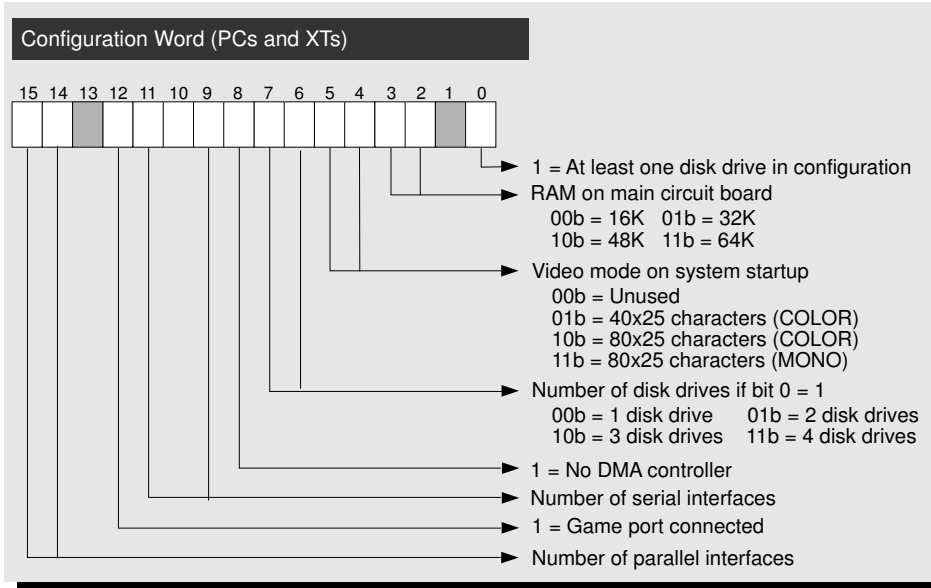 Configuration Word (PCs and XTs)
15 14 13 12 11 10 9 8 7 6 5 4 3 2 1 0
1 = At least one disk drive in configuration
RAM on main circuit board
00b = 16K 01b = 32K
10b = 48K 11b = 64K
Video mode on system startup
00b = Unused
01b = 40x25 characters (COLOR)
10b = 80x25 characters (COLOR)
11b = 80x25 characters (MONO)
Number of disk drives if bit 0 = 1
00b = 1 disk drive 01b = 2 disk drives
10b = 3 disk drives 11b = 4 disk drives
1 = No DMA controller
Number of serial interfaces
1 = Game port connected
Number of parallel interfaces